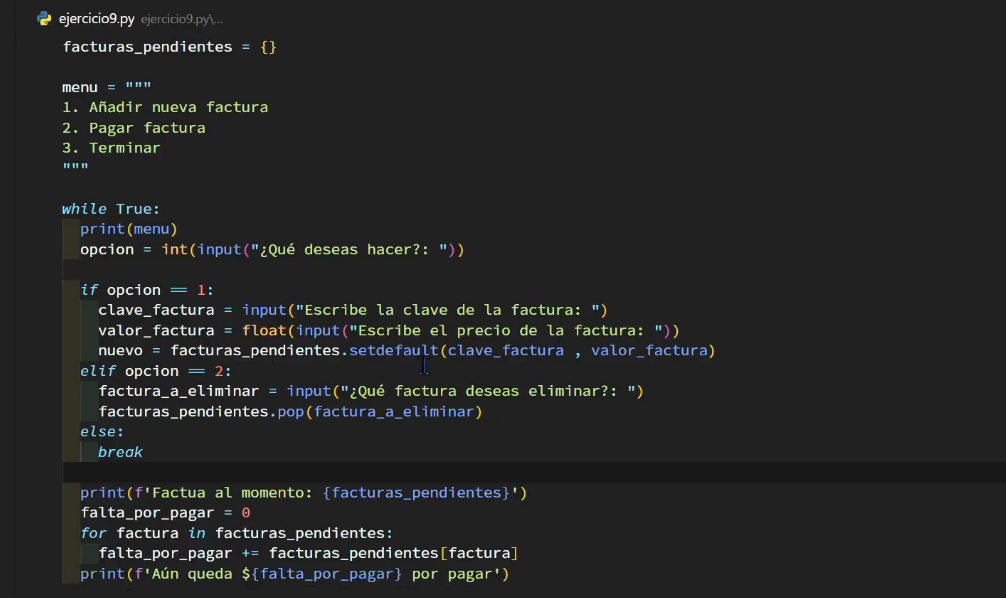 ejercicio9.py ejercicio9.py\...
facturas_pendientes = {}
menu = """
1. Añadir nueva factura
2. Pagar factura
3. Terminar
"""
while True:
print(menu)
opcion = int(input("¿Qué deseas hacer?: "))
if opcion == 1:
clave_factura = input("Escribe la clave de la factura: ")
valor_factura = float(input("Escribe el precio de la factura: "))
nuevo = facturas_pendientes.setdefault(clave_factura , valor_factura)
elif opcion == 2:
factura_a_eliminar = input("¿Qué factura deseas eliminar?: ")
facturas_pendientes.pop(factura_a_eliminar)
else:
break
print(f'Factua al momento: {facturas_pendientes}')
falta_por_pagar = 0
for factura in facturas_pendientes:
falta_por_pagar += facturas_pendientes[factura]
print(f'Aún queda ${falta_por_pagar} por pagar')